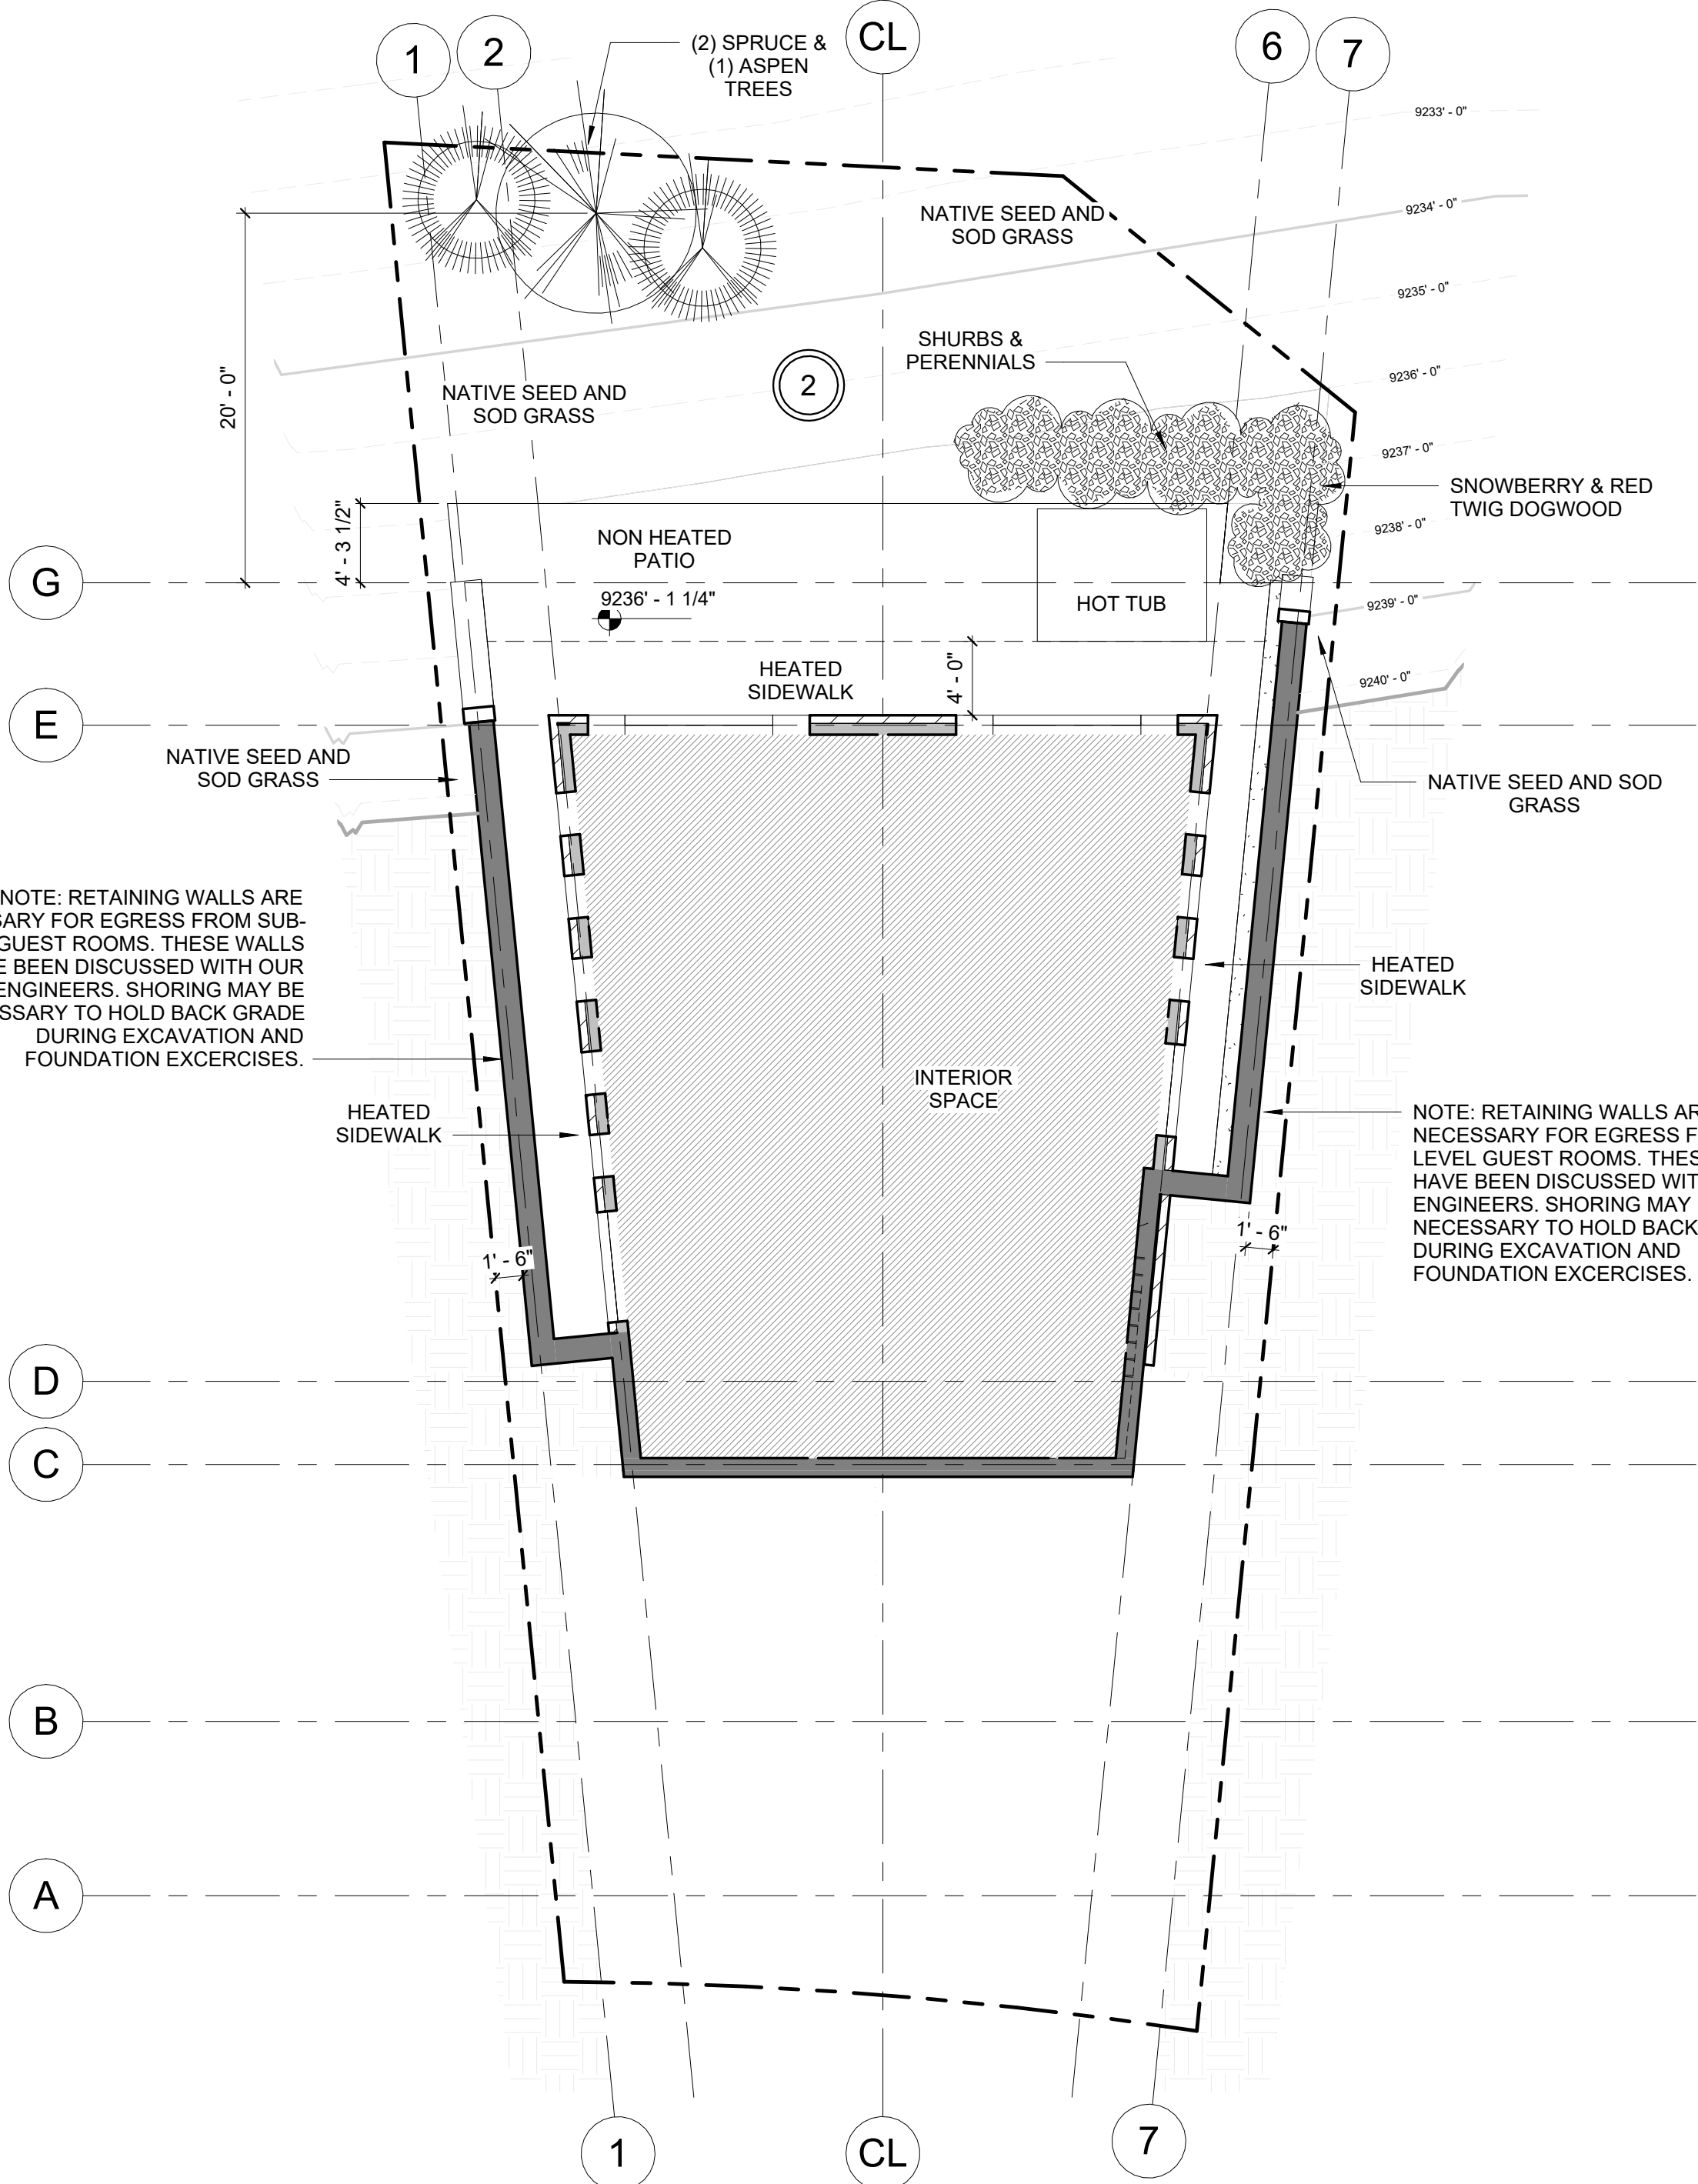 1
2
(2) SPRUCE &
(1) ASPEN
TREES
CL
6
7
9233' - 0"
9234' - 0"
NATIVE SEED AND
SOD GRASS
9235' - 0"
SHURBS &
PERENNIALS
9236' - 0"
20' - 0"
NATIVE SEED AND
SOD GRASS
2
9237' - 0"
SNOWBERRY & RED
TWIG DOGWOOD
9238' - 0"
4' - 3 1/2"
NON HEATED
PATIO
G
9236' - 1 1/4"
HOT TUB
9239' - 0"
HEATED
SIDEWALK
4' - 0"
9240' - 0"
E
NATIVE SEED AND
SOD GRASS
NATIVE SEED AND SOD
GRASS
NOTE: RETAINING WALLS ARE
SARY FOR EGRESS FROM SUB-
GUEST ROOMS. THESE WALLS
E BEEN DISCUSSED WITH OUR
ENGINEERS. SHORING MAY BE
SSARY TO HOLD BACK GRADE
DURING EXCAVATION AND
FOUNDATION EXCERCISES.
HEATED
SIDEWALK
INTERIOR
SPACE
HEATED
SIDEWALK
NOTE: RETAINING WALLS AR
NECESSARY FOR EGRESS F
LEVEL GUEST ROOMS. THES
HAVE BEEN DISCUSSED WIT
ENGINEERS. SHORING MAY
NECESSARY TO HOLD BACK
DURING EXCAVATION AND
FOUNDATION EXCERCISES.
1' - 6"
1' - 6"
D
C
B
A
1
CL
7